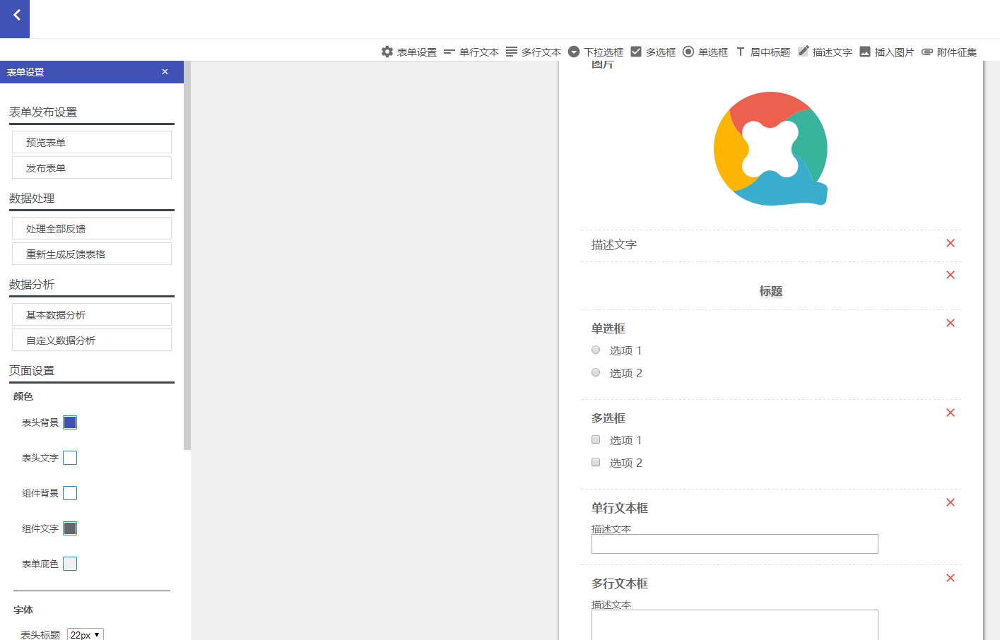 表单设置 单行文本 多行文本 下拉选框 多选框 单选框 居中标题 描述文字 插入图片 附件征集
表单设置
表单发布设置
预览表单
发布表单
数据处理
处理全部反馈
重新生成反馈表格
数据分析
基本数据分析
自定义数据分析
页面设置
颜色
表头背景
表头文字
组件背景
组件文字
表单底色
字体
表头标题 22px
图片
描述文字
标题
单选框
选项 1
选项 2
多选框
选项 1
选项 2
单行文本框
描述文本
多行文本框
描述文本